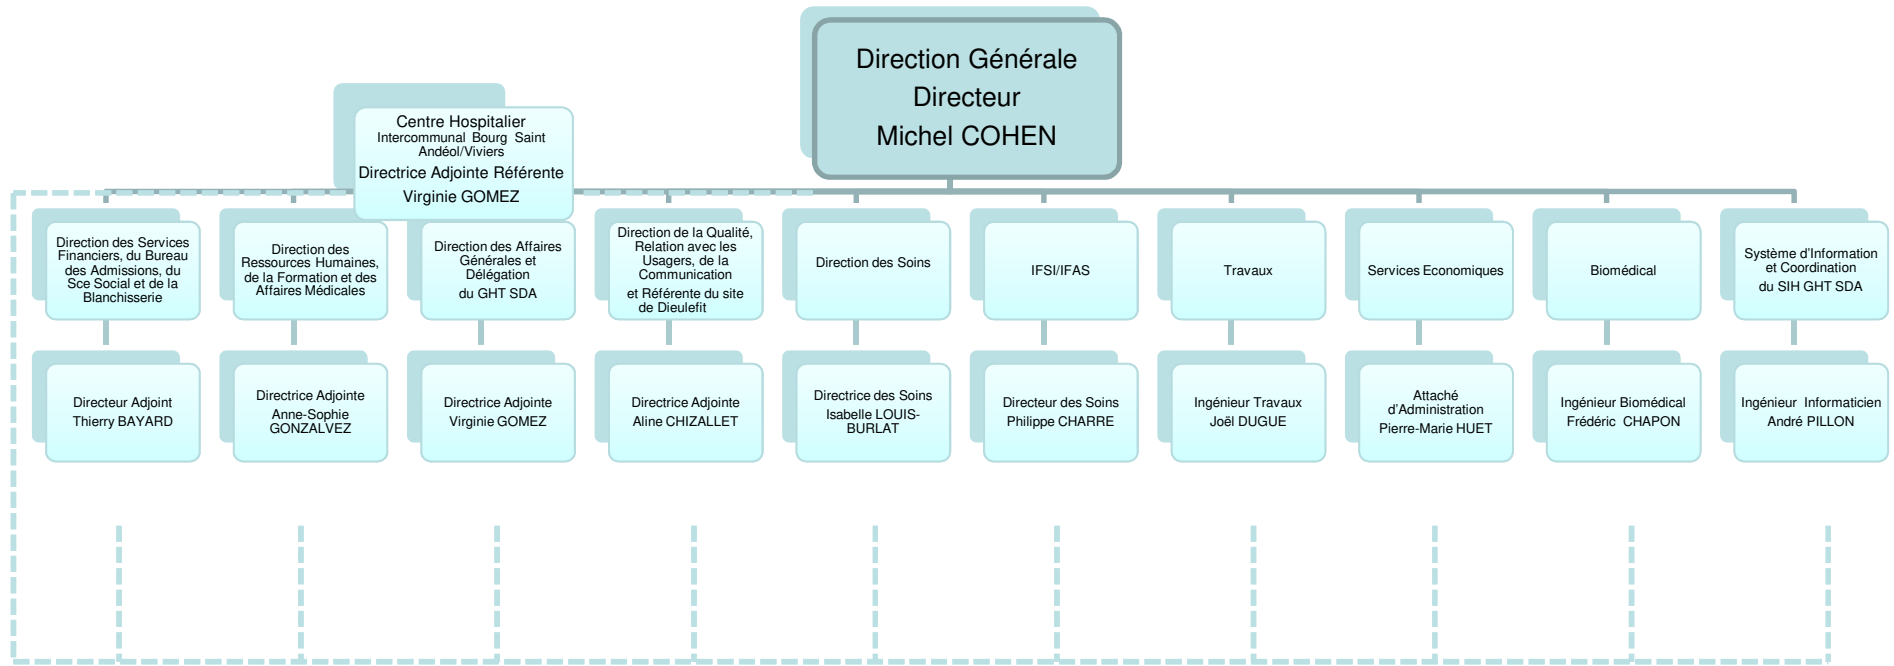 Direction Générale
Directeur
Michel COHEN
Centre Hospitalier
Intercommunal Bourg Saint
Andéol/Viviers
Directrice Adjointe Référente
Virginie GOMEZ
Direction des Services
Financiers, du Bureau
des Admissions, du
Sce Social et de la
Blanchisserie
Direction des
Ressources Humaines,
de la Formation et des
Affaires Médicales
Direction des Affaires
Générales et
Délégation
du GHT SDA
Direction de la Qualité,
Relation avec les
Usagers, de la
Communication
et Référente du site
de Dieulefit
Direction des Soins
IFSI/IFAS
Travaux
Services Economiques
Biomédical
Système d'Information
et Coordination
du SIH GHT SDA
Directeur Adjoint
Thierry BAYARD
Directrice Adjointe
Anne-Sophie
GONZALVEZ
Directrice Adjointe
Virginie GOMEZ
Directrice Adjointe
Aline CHIZALLET
Directrice des Soins
Isabelle LOUIS-
BURLAT
Directeur des Soins
Philippe CHARRE
Ingénieur Travaux
Joël DUGUE
Attaché
d'Administration
Pierre-Marie HUET
Ingénieur Biomédical
Frédéric CHAPON
Ingénieur Informaticien
André PILLON